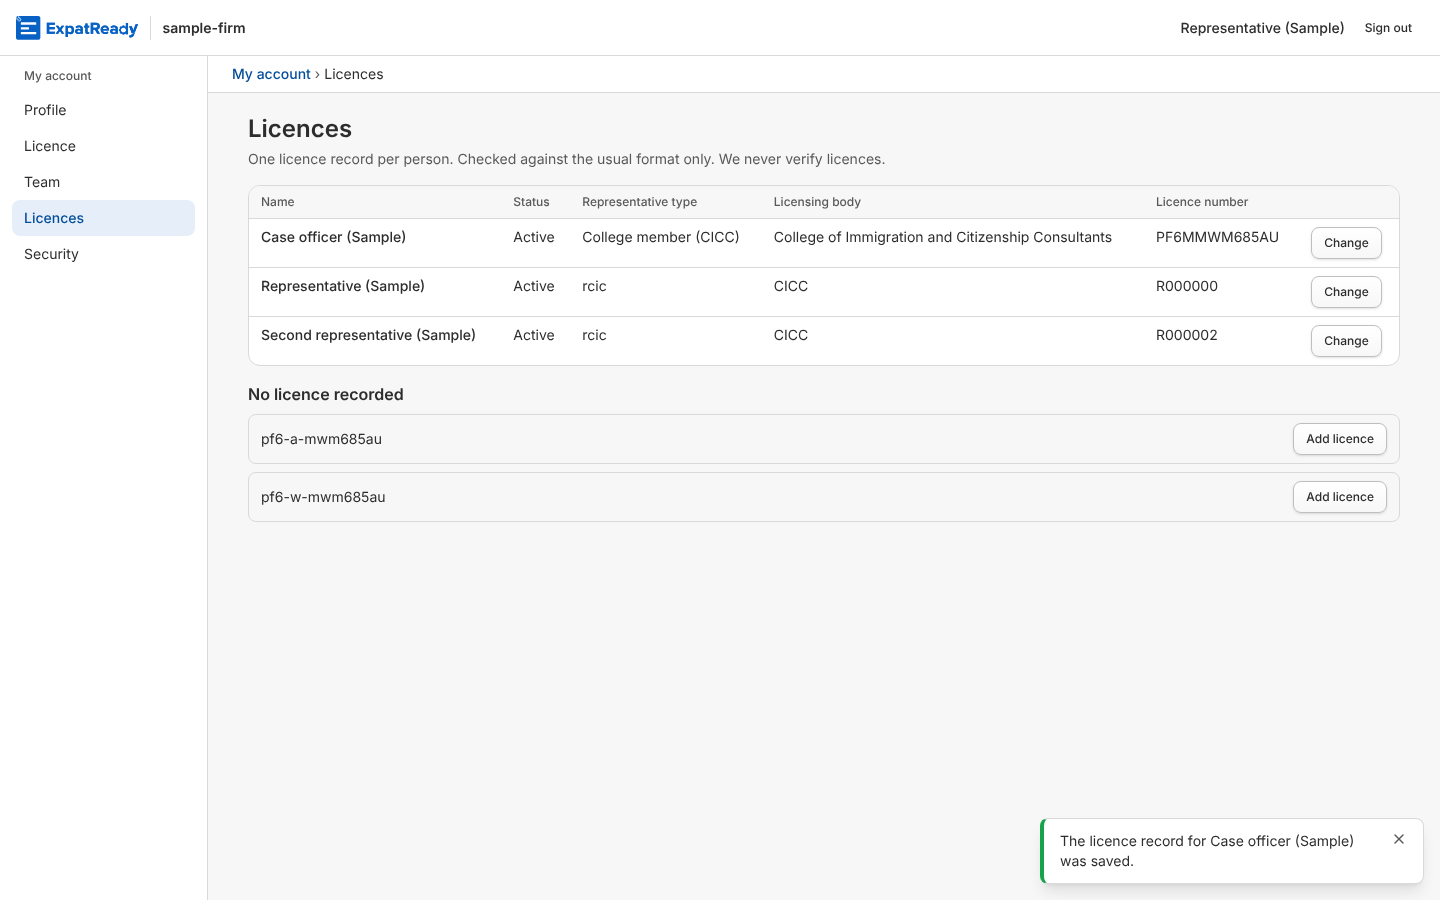 ExpatReady sample-firm Representative (Sample) Sign out
My account
Profile
Licence
Team
Licences
Security
My account › Licences
Licences
One licence record per person. Checked against the usual format only. We never verify licences.
Name Status Representative type Licensing body Licence number
Case officer (Sample) Active College member (CICC) College of Immigration and Citizenship Consultants PF6MMWM685AU Change
Representative (Sample) Active rcic CICC R000000 Change
Second representative (Sample) Active rcic CICC R000002 Change
No licence recorded
pf6-a-mwm685au Add licence
pf6-w-mwm685au Add licence
The licence record for Case officer (Sample)
was saved.